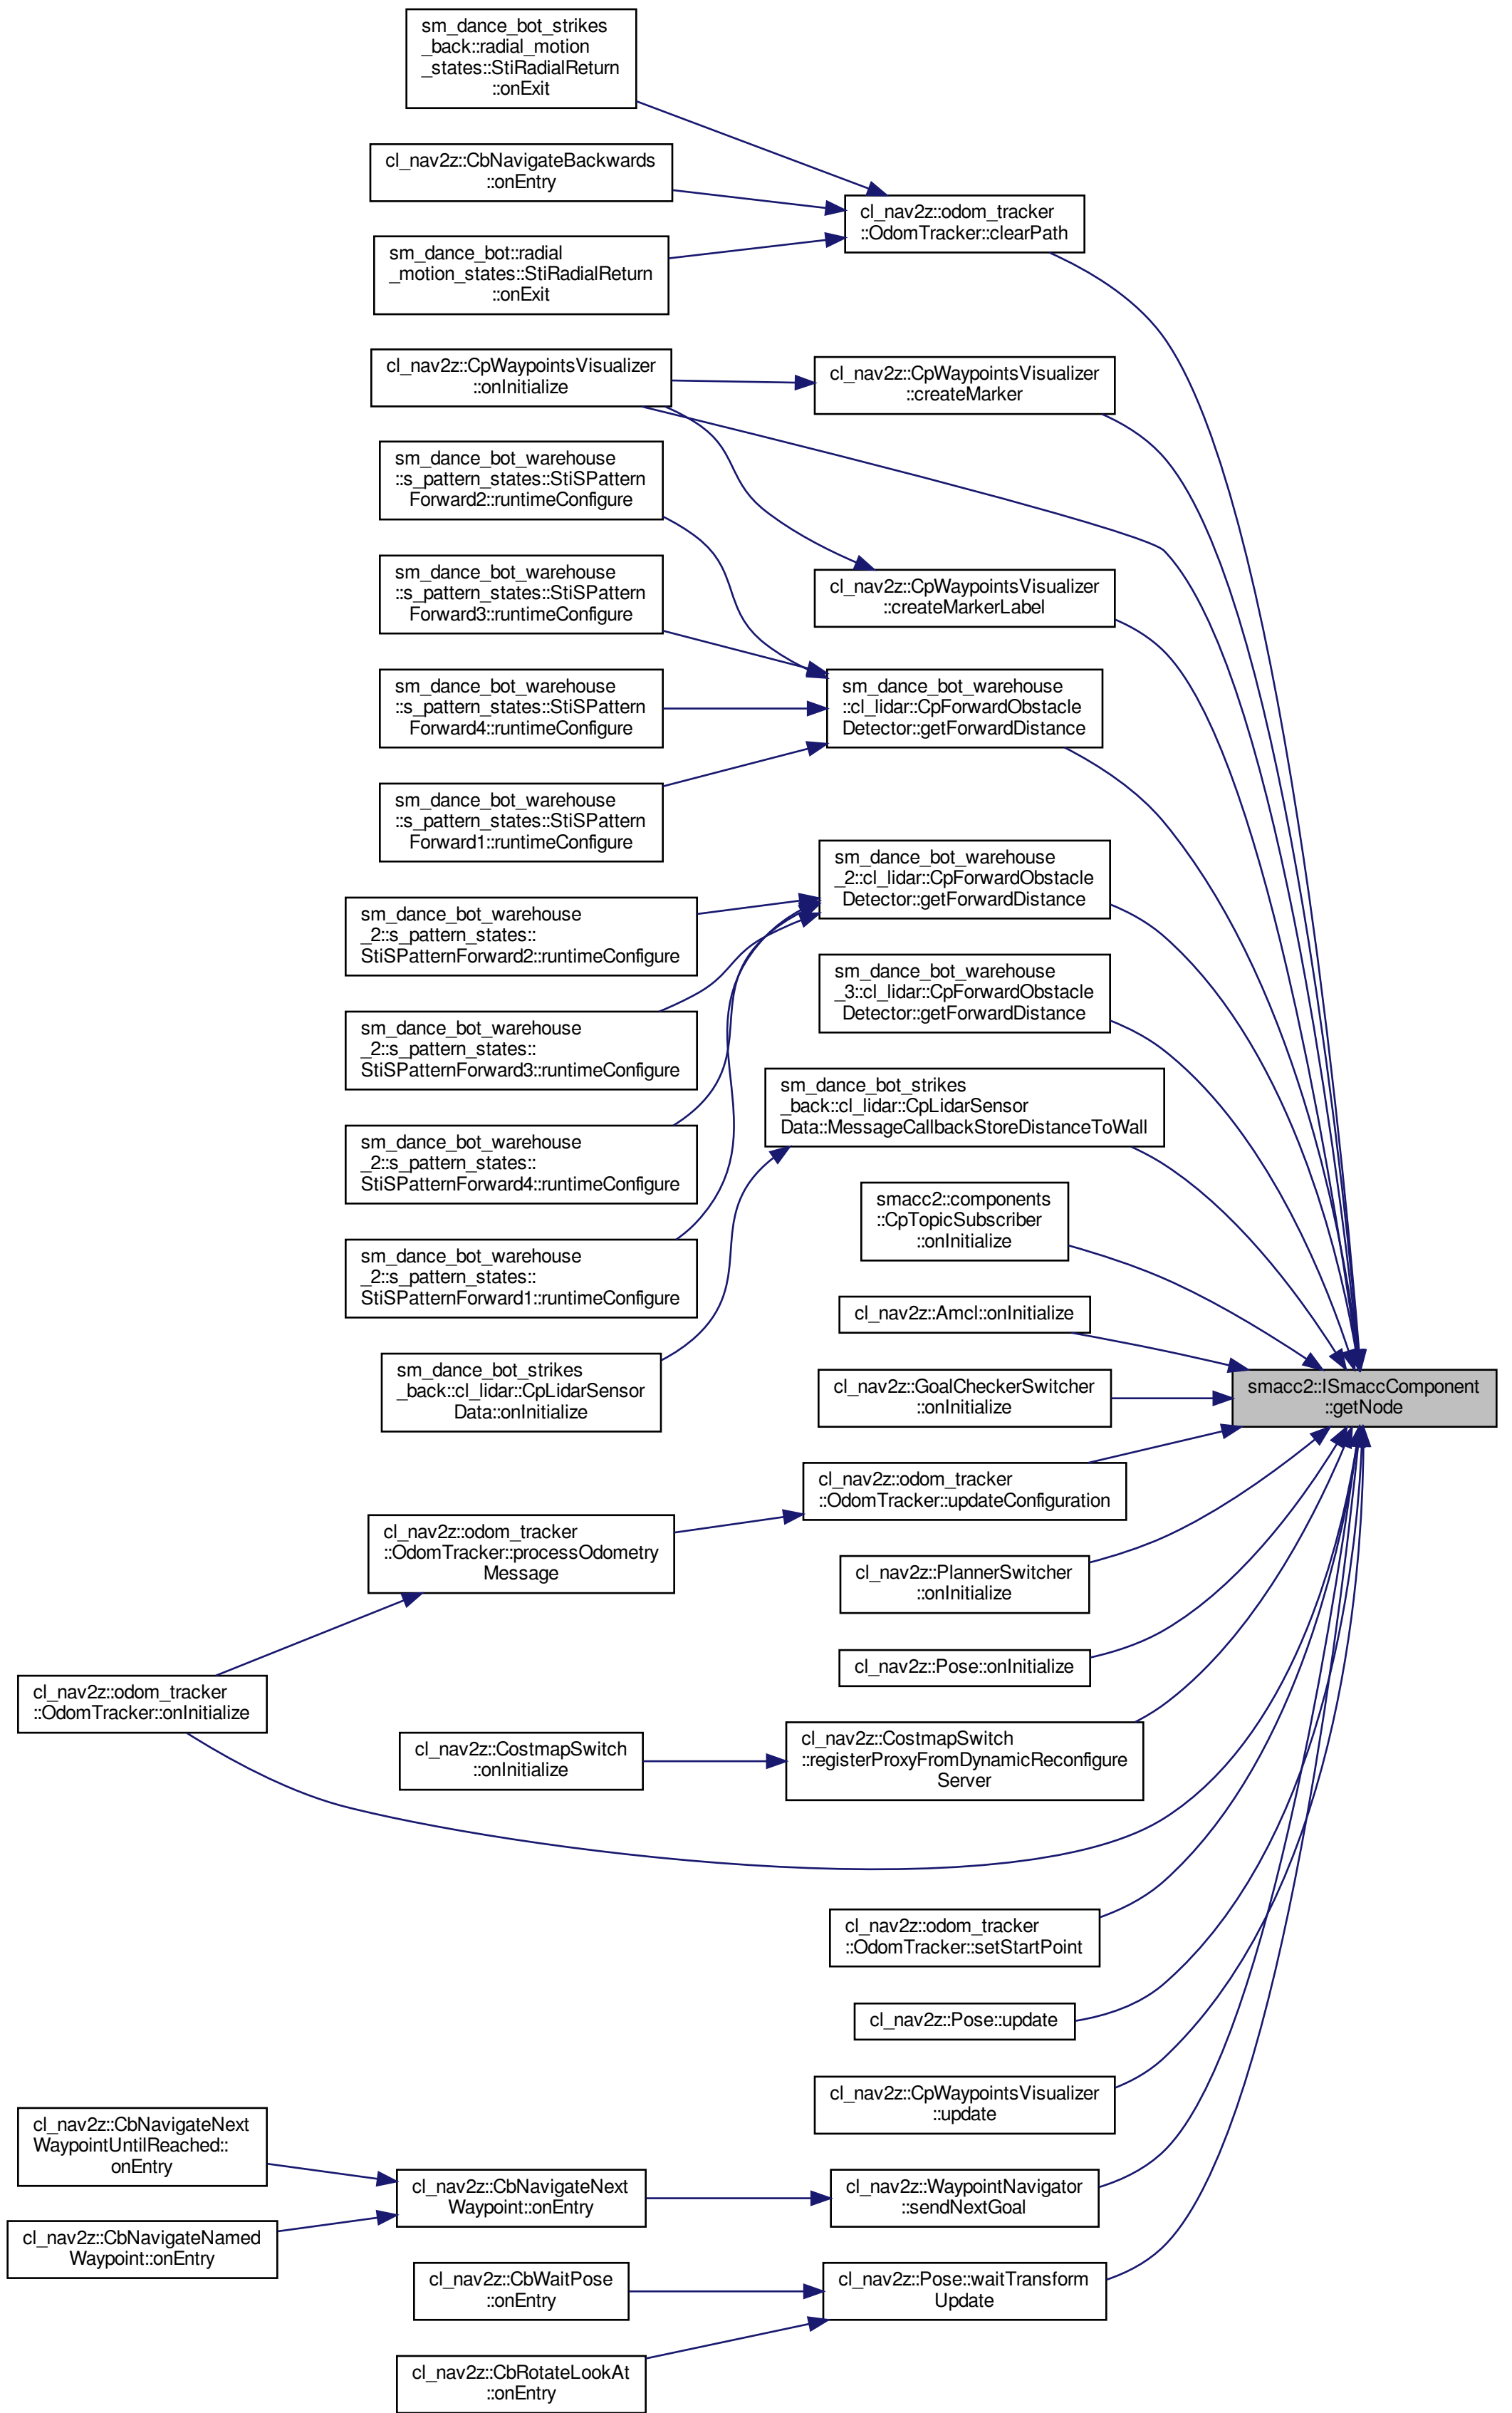 sm_dance_bot_strikes
_back::radial_motion
_states::StiRadialReturn
::onExit
cl_nav2z::CbNavigateBackwards
::onEntry
cl_nav2z::odom_tracker
::OdomTracker::clearPath
sm_dance_bot::radial
_motion_states::StiRadialReturn
::onExit
cl_nav2z::CpWaypointsVisualizer
::onInitialize
cl_nav2z::CpWaypointsVisualizer
::createMarker
sm_dance_bot_warehouse
::s_pattern_states::StiSPattern
Forward2::runtimeConfigure
sm_dance_bot_warehouse
::s_pattern_states::StiSPattern
Forward3::runtimeConfigure
cl_nav2z::CpWaypointsVisualizer
::createMarkerLabel
sm_dance_bot_warehouse
::s_pattern_states::StiSPattern
Forward4::runtimeConfigure
sm_dance_bot_warehouse
::cl_lidar::CpForwardObstacle
Detector::getForwardDistance
sm_dance_bot_warehouse
::s_pattern_states::StiSPattern
Forward1::runtimeConfigure
sm_dance_bot_warehouse
_2::cl_lidar::CpForwardObstacle
Detector::getForwardDistance
sm_dance_bot_warehouse
_2::s_pattern_states::
StiSPatternForward2::runtimeConfigure
sm_dance_bot_warehouse
_3::cl_lidar::CpForwardObstacle
Detector::getForwardDistance
sm_dance_bot_warehouse
_2::s_pattern_states::
StiSPatternForward3::runtimeConfigure
sm_dance_bot_strikes
_back::cl_lidar::CpLidarSensor
Data::MessageCallbackStoreDistanceToWall
sm_dance_bot_warehouse
_2::s_pattern_states::
StiSPatternForward4::runtimeConfigure
smacc2::components
::CpTopicSubscriber
::onInitialize
sm_dance_bot_warehouse
_2::s_pattern_states::
StiSPatternForward1::runtimeConfigure
cl_nav2z::Amcl::onInitialize
sm_dance_bot_strikes
_back::cl_lidar::CpLidarSensor
Data::onInitialize
cl_nav2z::GoalCheckerSwitcher
::onInitialize
smacc2::ISmaccComponent
::getNode
cl_nav2z::odom_tracker
::OdomTracker::updateConfiguration
cl_nav2z::odom_tracker
::OdomTracker::processOdometry
Message
cl_nav2z::PlannerSwitcher
::onInitialize
cl_nav2z::Pose::onInitialize
cl_nav2z::odom_tracker
::OdomTracker::onInitialize
cl_nav2z::CostmapSwitch
::onInitialize
cl_nav2z::CostmapSwitch
::registerProxyFromDynamicReconfigure
Server
cl_nav2z::odom_tracker
::OdomTracker::setStartPoint
cl_nav2z::Pose::update
cl_nav2z::CpWaypointsVisualizer
::update
cl_nav2z::CbNavigateNext
WaypointUntilReached::
onEntry
cl_nav2z::CbNavigateNext
Waypoint::onEntry
cl_nav2z::WaypointNavigator
::sendNextGoal
cl_nav2z::CbNavigateNamed
Waypoint::onEntry
cl_nav2z::CbWaitPose
::onEntry
cl_nav2z::Pose::waitTransform
Update
cl_nav2z::CbRotateLookAt
::onEntry